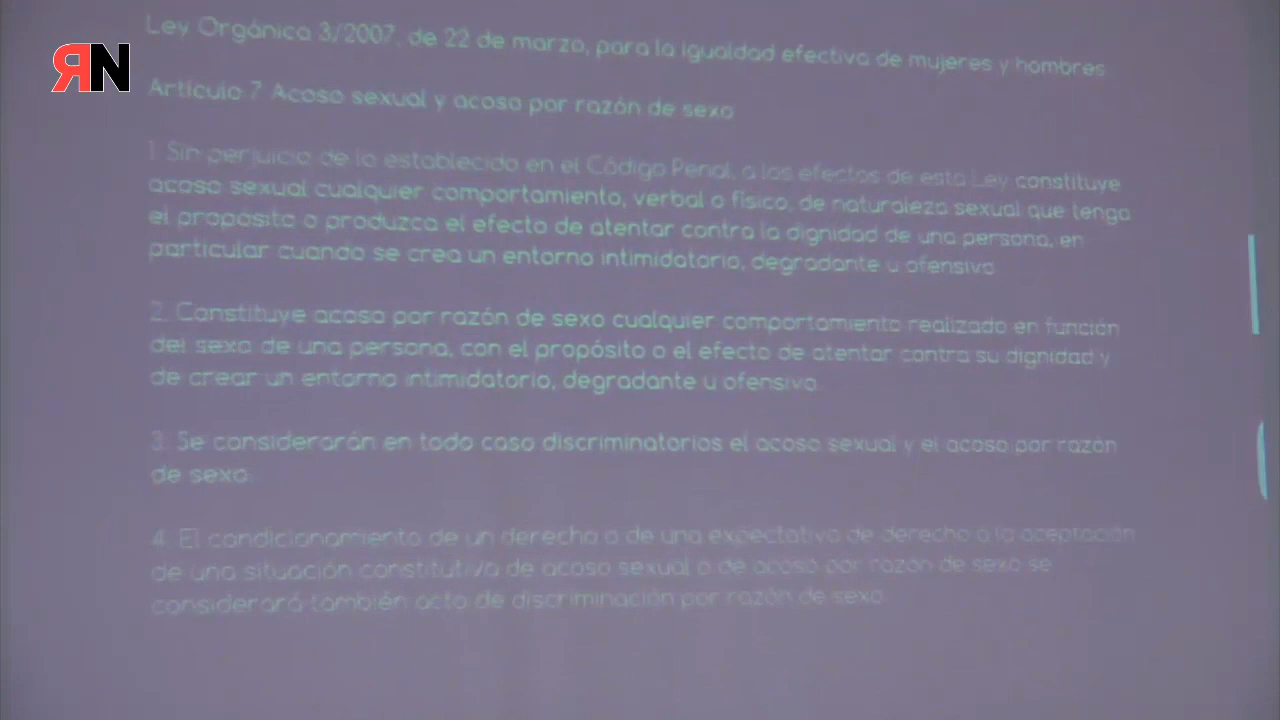 ЯN
Ley Orgánica 3/2007, de 22 de marzo, para la igualdad efectiva de mujeres y hombres.
Artículo 7 Acoso sexual y acoso por razón de sexo
1. Sin perjuicio de lo establecido en el Código Penal, a los efectos de esta Ley constituye
acoso sexual cualquier comportamiento, verbal o físico, de naturaleza sexual que tenga
el propósito o produzca el efecto de atentar contra la dignidad de una persona, en
particular cuando se crea un entorno intimidatorio, degradante u ofensivo.
2. Constituye acoso por razón de sexo cualquier comportamiento realizado en función
del sexo de una persona, con el propósito o el efecto de atentar contra su dignidad y
de crear un entorno intimidatorio, degradante u ofensivo.
3. Se considerarán en todo caso discriminatorios el acoso sexual y el acoso por razón
de sexo.
4. El condicionamiento de un derecho o de una expectativa de derecho a la aceptación
de una situación constitutiva de acoso sexual o de acoso por razón de sexo se
considerará también acto de discriminación por razón de sexo.